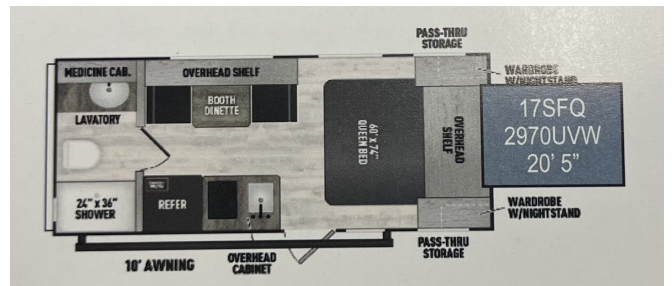 PASS-THRU
STORAGE
MEDICINE CAB.
OVERHEAD SHELF
WARDROBE
W/NIGHTSTAND
BOOTH
DINETTE
LAVATORY
60" x 74"
QUEEN BED
OVERHEAD
SHELF
17SFQ
2970UVW
20' 5"
24" x 36"
SHOWER
REFER
WARDROBE
W/NIGHTSTAND
10' AWNING
OVERHEAD
CABINET
PASS-THRU
STORAGE